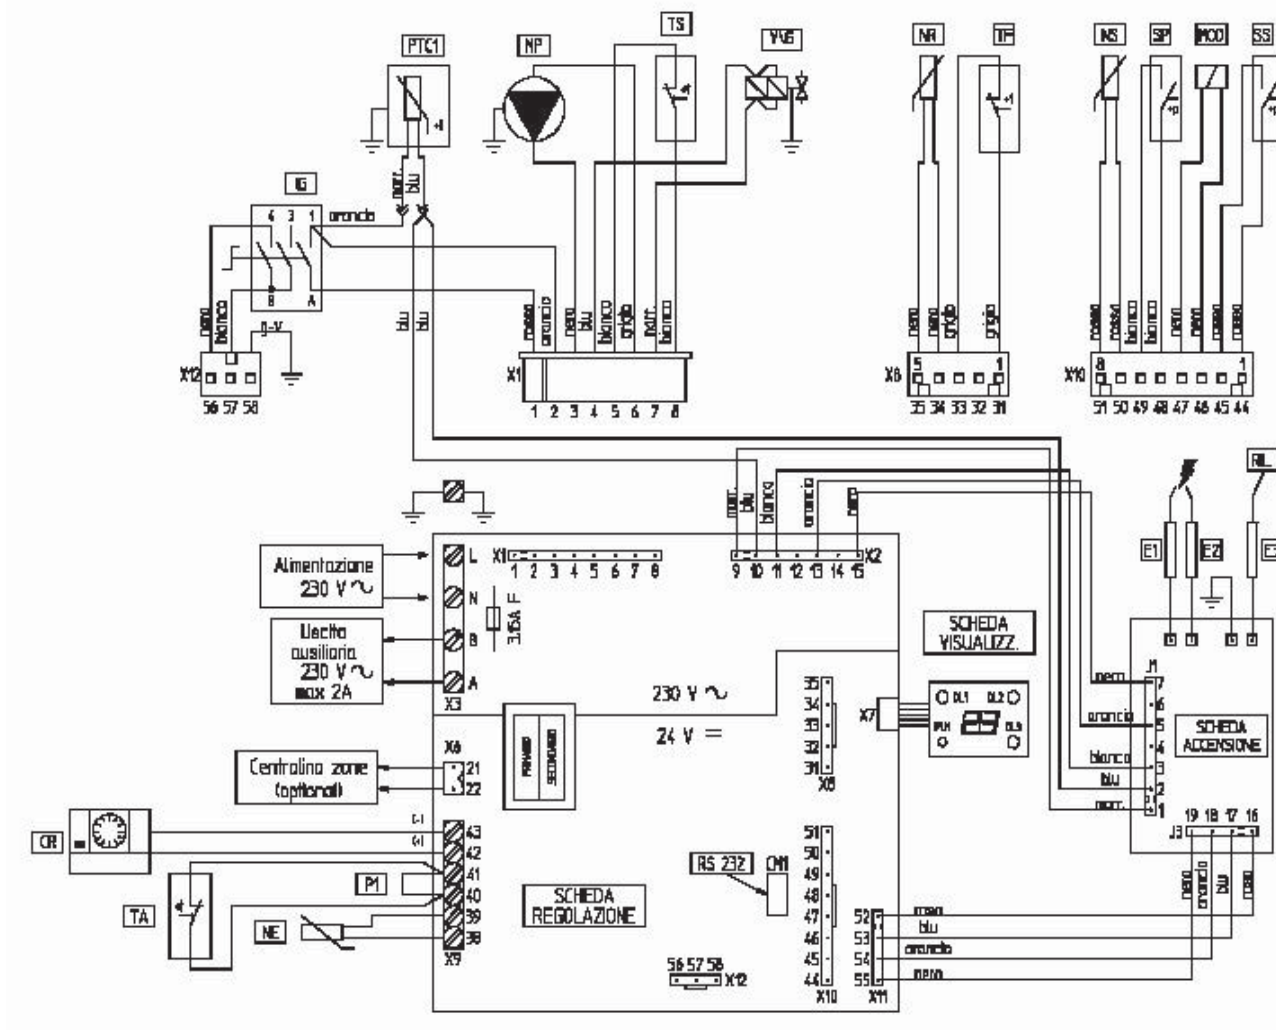 PTC1
MP
TS
VNG
NR
TF
NS
SP
MOD
SS
IG
4 3 1
arancio
marr.
blu
B A
nero
bianco
g-v
blu
blu
rosso
arancio
nero
blu
bianco
grigio
marr.
bianco
nero
nero
grigio
grigio
rosso
rosso
bianco
bianco
nero
nero
rosso
rosso
X12
56 57 58
X1
1 2 3 4 5 6 7 8
X8
5 1
35 34 33 32 31
X10
8 1
51 50 49 48 47 46 45 44
marr.
blu
bianco
arancio
nero
RIL.
E1
E2
Alimentazione
230 V
L
N
B
A
X3
3.15A F
X1
1 2 3 4 5 6 7 8
X2
9 10 11 12 13 14 15
Uscita
ausiliaria
230 V
max 2A
SCHEDA
VISUALIZZ.
230 V
24 V
PRIMARIO
SECONDARIO
35
34
33
32
31
X8
X7
DL1 DL2
DL3
J1
7
6
5
4
3
2
1
nero
arancio
bianco
blu
marr.
SCHEDA
ACCENSIONE
J3
19 18 17 16
nero
arancio
blu
rosso
X6
21
22
Centralina zone
(optional)
CR
(-)
(+)
43
42
41
40
39
38
X9
P1
TA
NE
RS 232
CM1
SCHEDA
REGOLAZIONE
51
50
49
48
47
46
45
44
X10
52
53
54
55
X11
rosso
blu
arancio
nero
56 57 58
X12